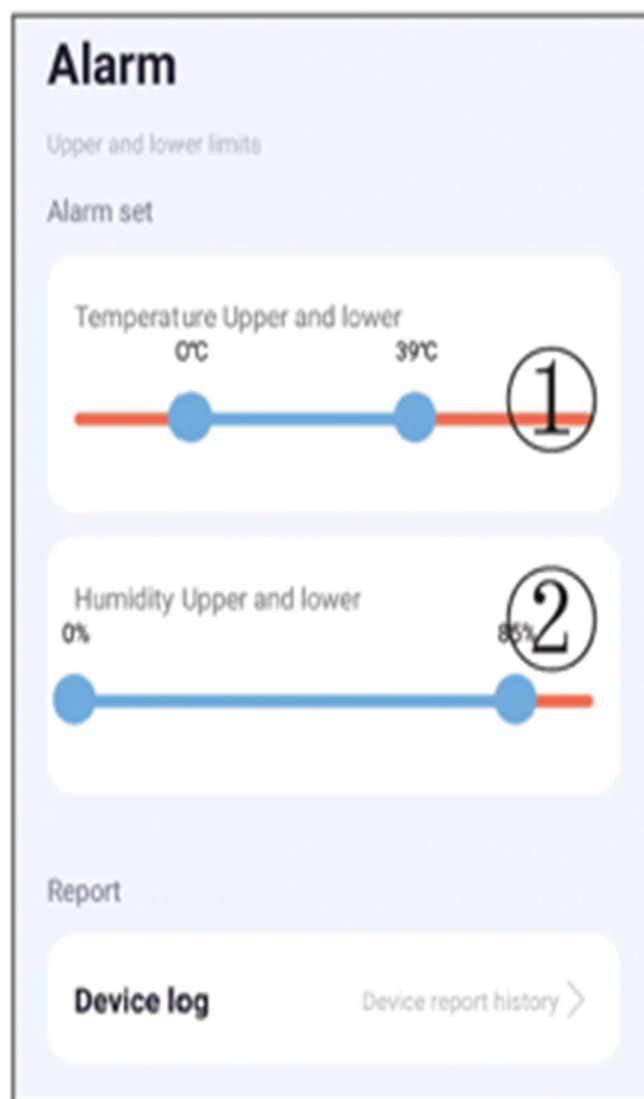 Alarm
Upper and lower limits
Alarm set
Temperature Upper and lower
0℃ 39℃
①
Humidity Upper and lower
②
0% 85%
Report
Device log Device report history